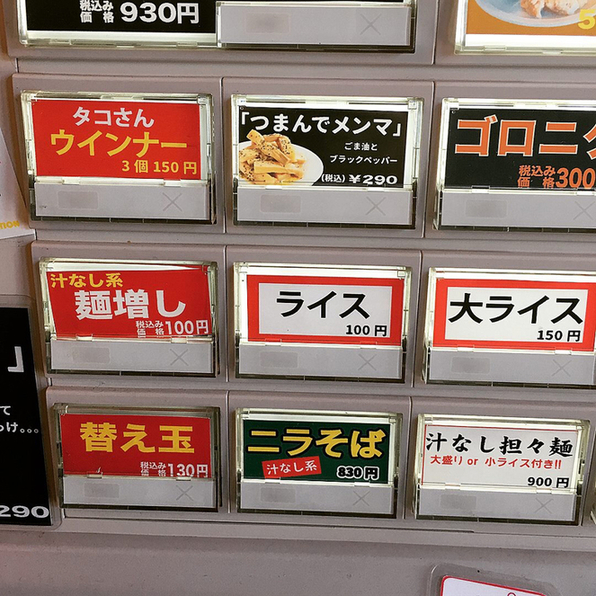 税込み
価格 930円
タコさん
ウインナー
3個 150円
「つまんでメンマ」
ごま油と
ブラックペッパー
(税込) ¥290
ゴロニク
税込み
価格 300
汁なし系
麺増し
税込み
価格 100円
ライス
100円
大ライス
150円
」
て
っけ。。。
290
替え玉
税込み
価格 130円
ニラそば
汁なし系 830円
汁なし担々麺
大盛り or 小ライス付き!!
900円